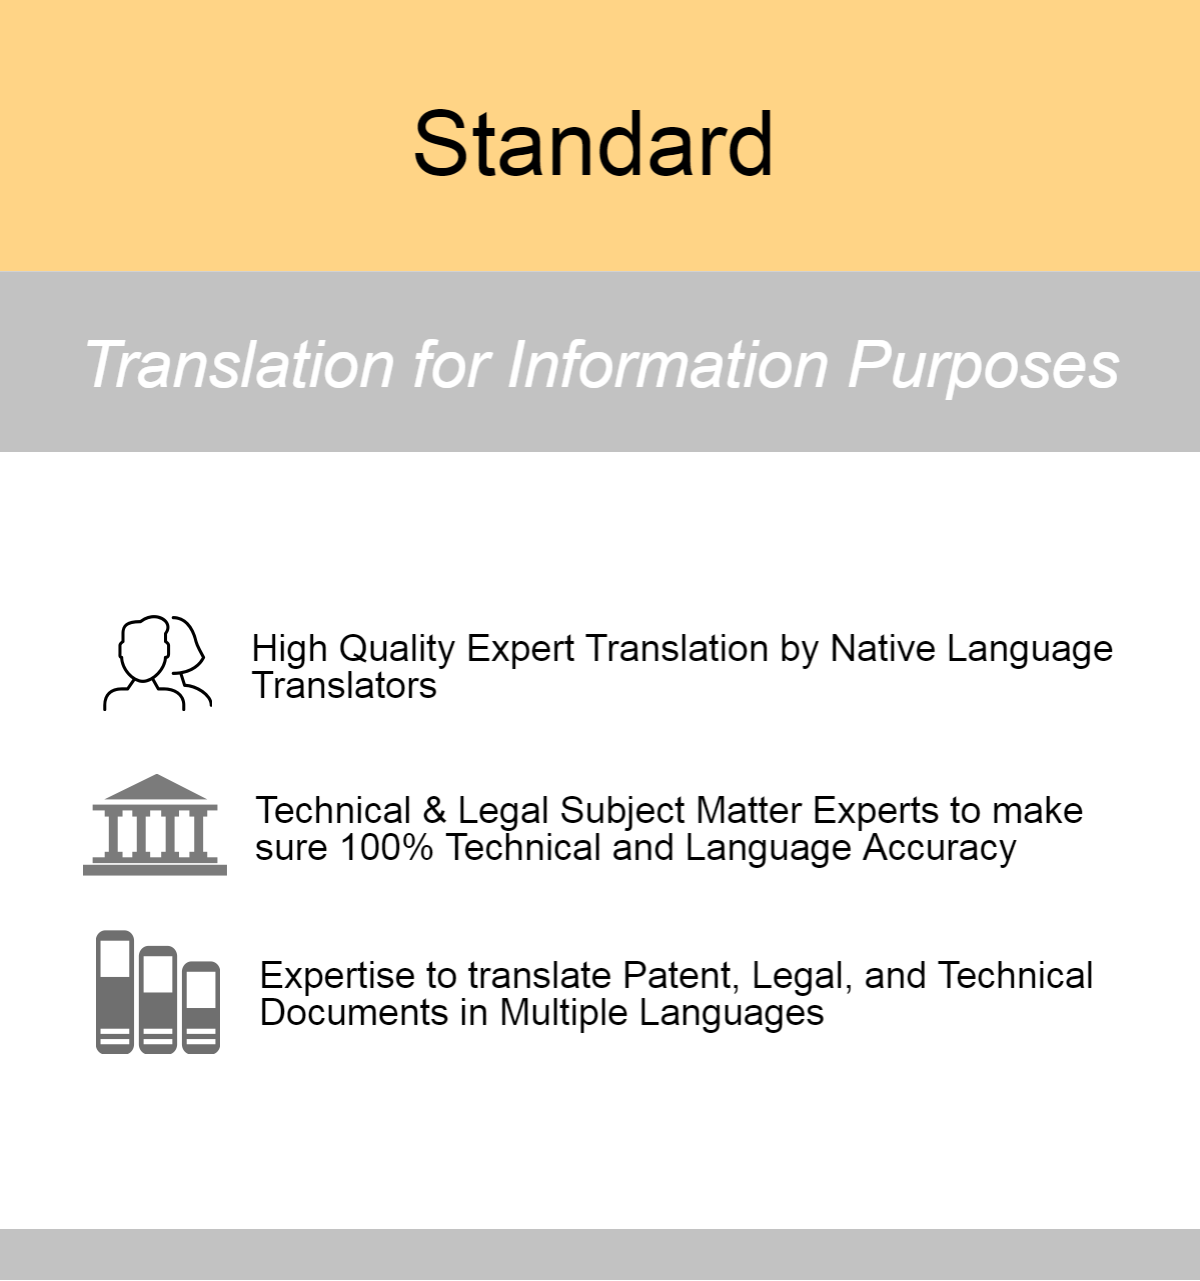 Standard
Translation for Information Purposes
High Quality Expert Translation by Native Language
Translators
Technical & Legal Subject Matter Experts to make
sure 100% Technical and Language Accuracy
Expertise to translate Patent, Legal, and Technical
Documents in Multiple Languages